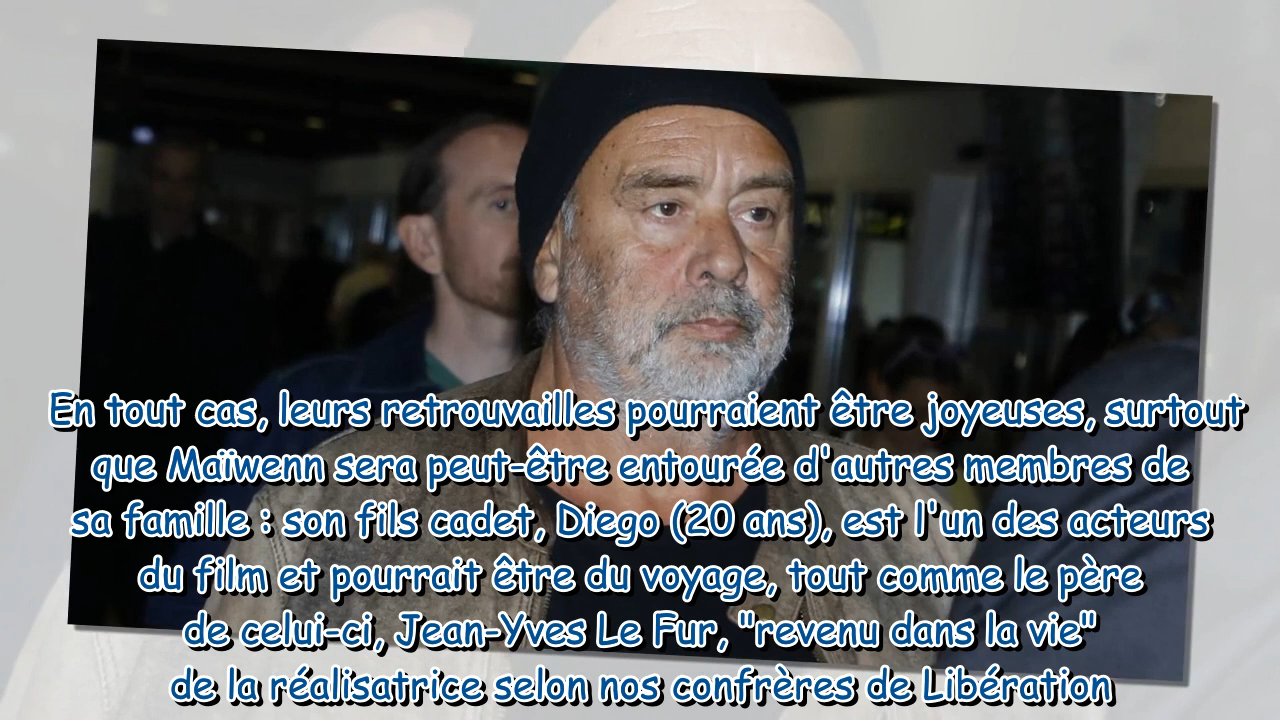 En tout cas, leurs retrouvailles pourraient être joyeuses, surtout
que Maïwenn sera peut-être entourée d'autres membres de
sa famille : son fils cadet, Diego (20 ans), est l'un des acteurs
du film et pourrait être du voyage, tout comme le père
de celui-ci, Jean-Yves Le Fur, "revenu dans la vie"
de la réalisatrice selon nos confrères de Libération